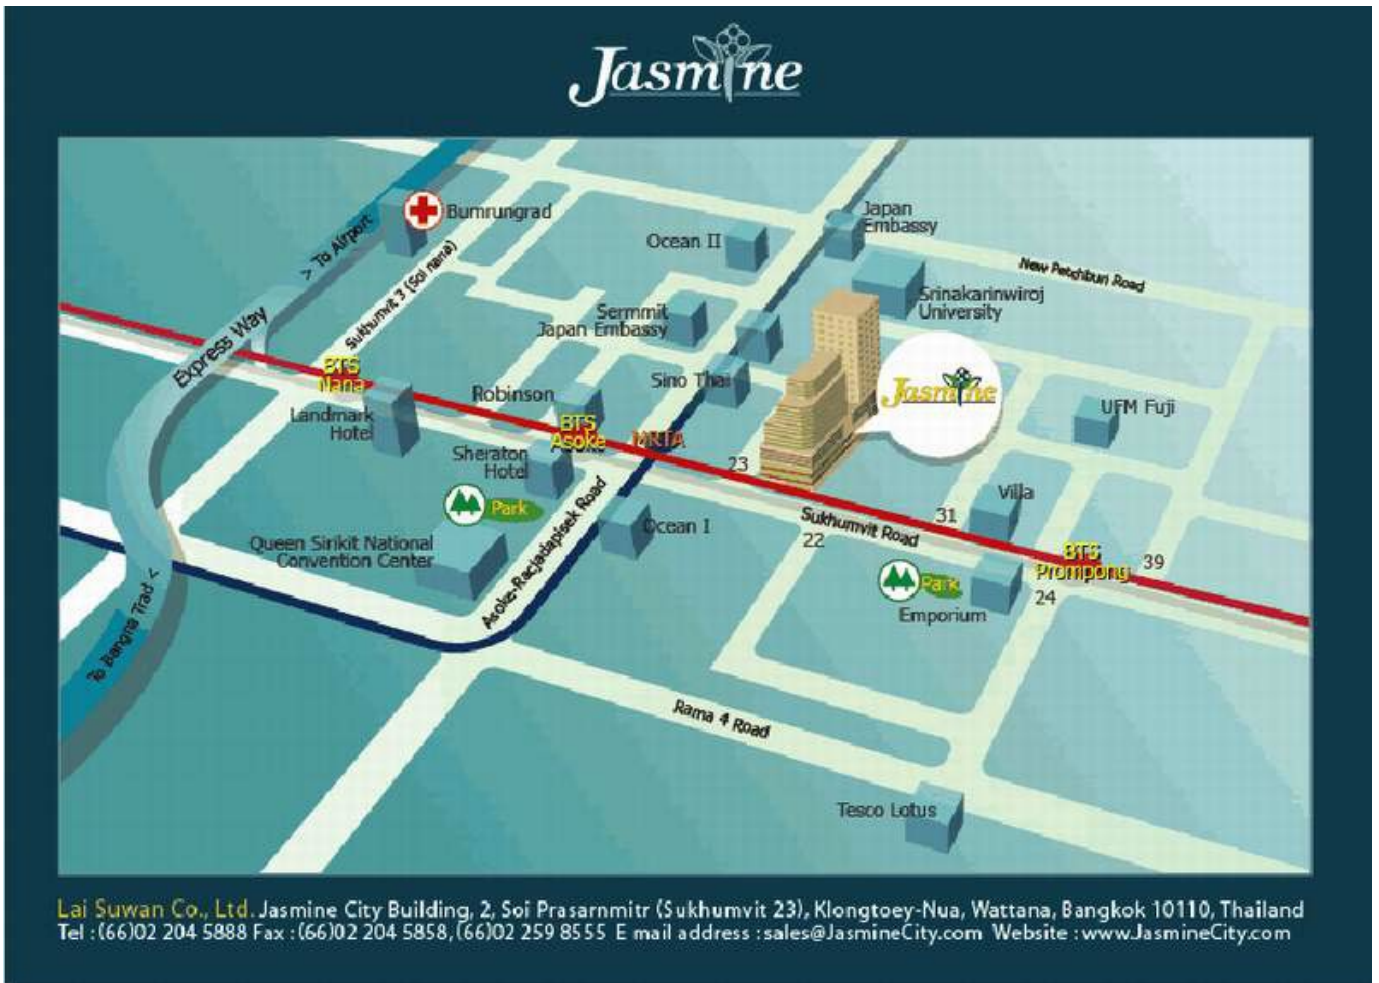 Jasmine
Bumrungrad
> To Airport
Sukhumvit 3 (Soi nana)
Express Way
Japan
Embassy
Ocean II
New Petchburi Road
Srinakarinwiroj
University
Sermmit
Japan Embassy
Jasmine
BTS
Nana
Landmark
Hotel
Robinson
Sino Thai
BTS
Asoke
MRTA
UFM Fuji
Sheraton
Hotel
23
Park
Villa
Ocean I
Sukhumvit Road
31
22
Queen Sirikit National
Convention Center
Asoke-Racjadapisek Road
BTS
Prompong
39
Park
24
Emporium
To Bangna Trad <
Rama 4 Road
Tesco Lotus
Lai Suwan Co., Ltd. Jasmine City Building, 2, Soi Prasarnmitr (Sukhumvit 23), Klongtoey-Nua, Wattana, Bangkok 10110, Thailand
Tel : (66)02 204 5888 Fax : (66)02 204 5858, (66)02 259 8555 E mail address : sales@JasmineCity.com Website : www.JasmineCity.com